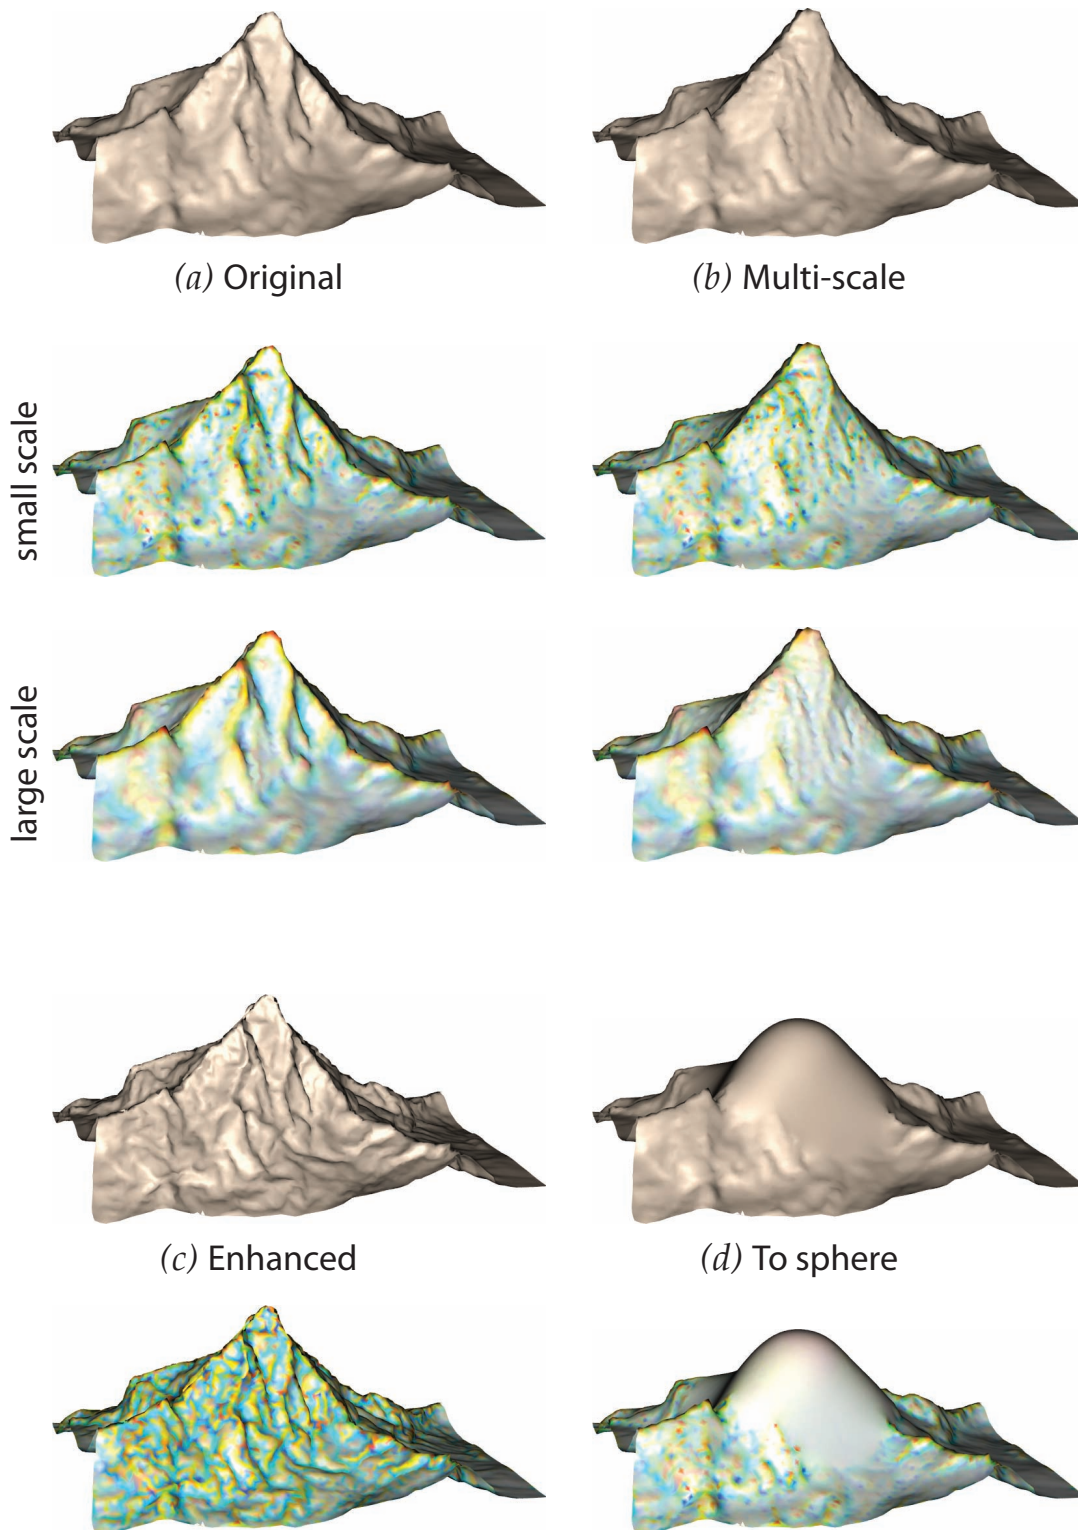 (a) Original
(b) Multi-scale
small scale
large scale
(c) Enhanced
(d) To sphere